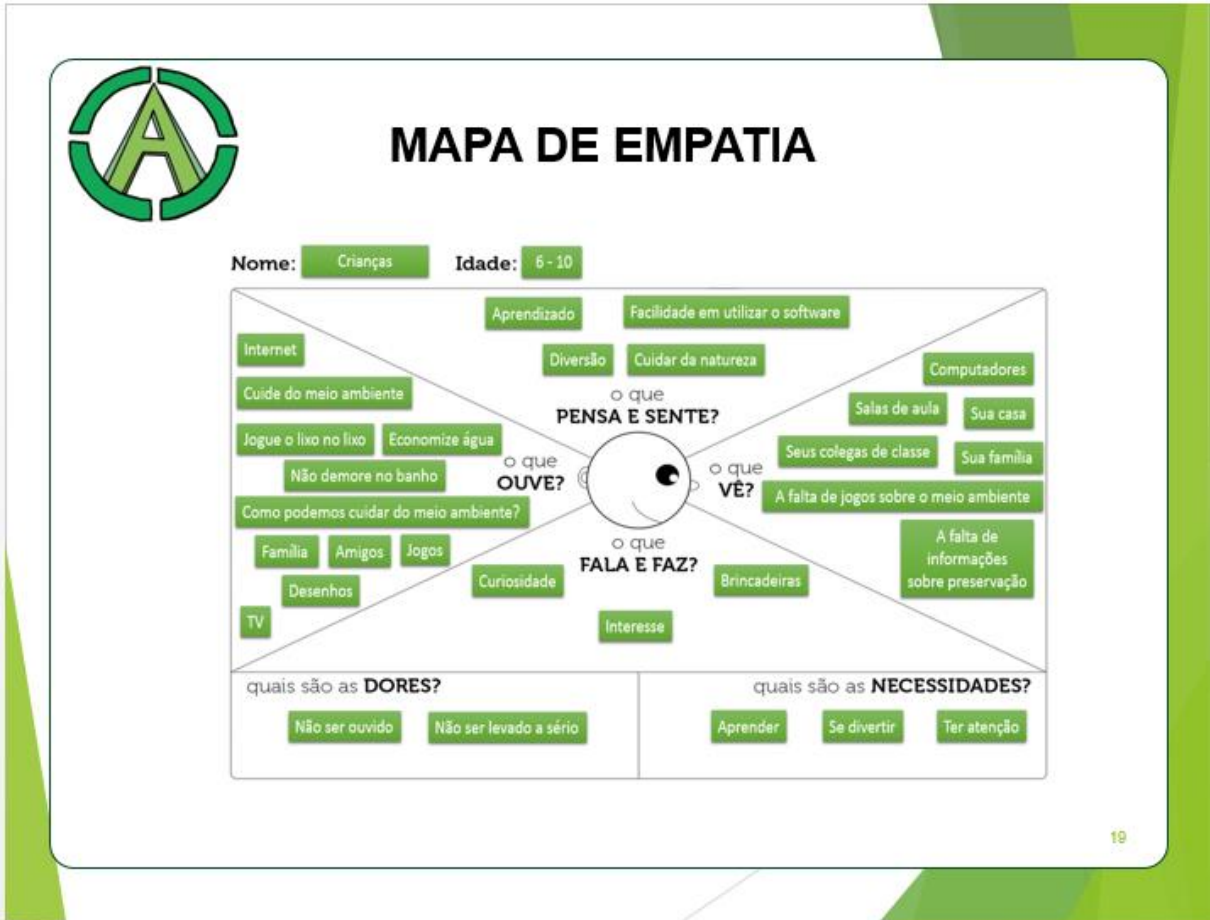 A
MAPA DE EMPATIA
Nome: Crianças Idade: 6 - 10
Aprendizado
Facilidade em utilizar o software
Diversão
Cuidar da natureza
o que
PENSA E SENTE?
Internet
Cuide do meio ambiente
Jogue o lixo no lixo
Economize água
Não demore no banho
Como podemos cuidar do meio ambiente?
Família
Amigos
Jogos
Desenhos
TV
o que
OUVE?
o que
VÊ?
Computadores
Salas de aula
Sua casa
Seus colegas de classe
Sua família
A falta de jogos sobre o meio ambiente
A falta de
informações
sobre preservação
o que
FALA E FAZ?
Curiosidade
Brincadeiras
Interesse
quais são as DORES?
Não ser ouvido
Não ser levado a sério
quais são as NECESSIDADES?
Aprender
Se divertir
Ter atenção
19